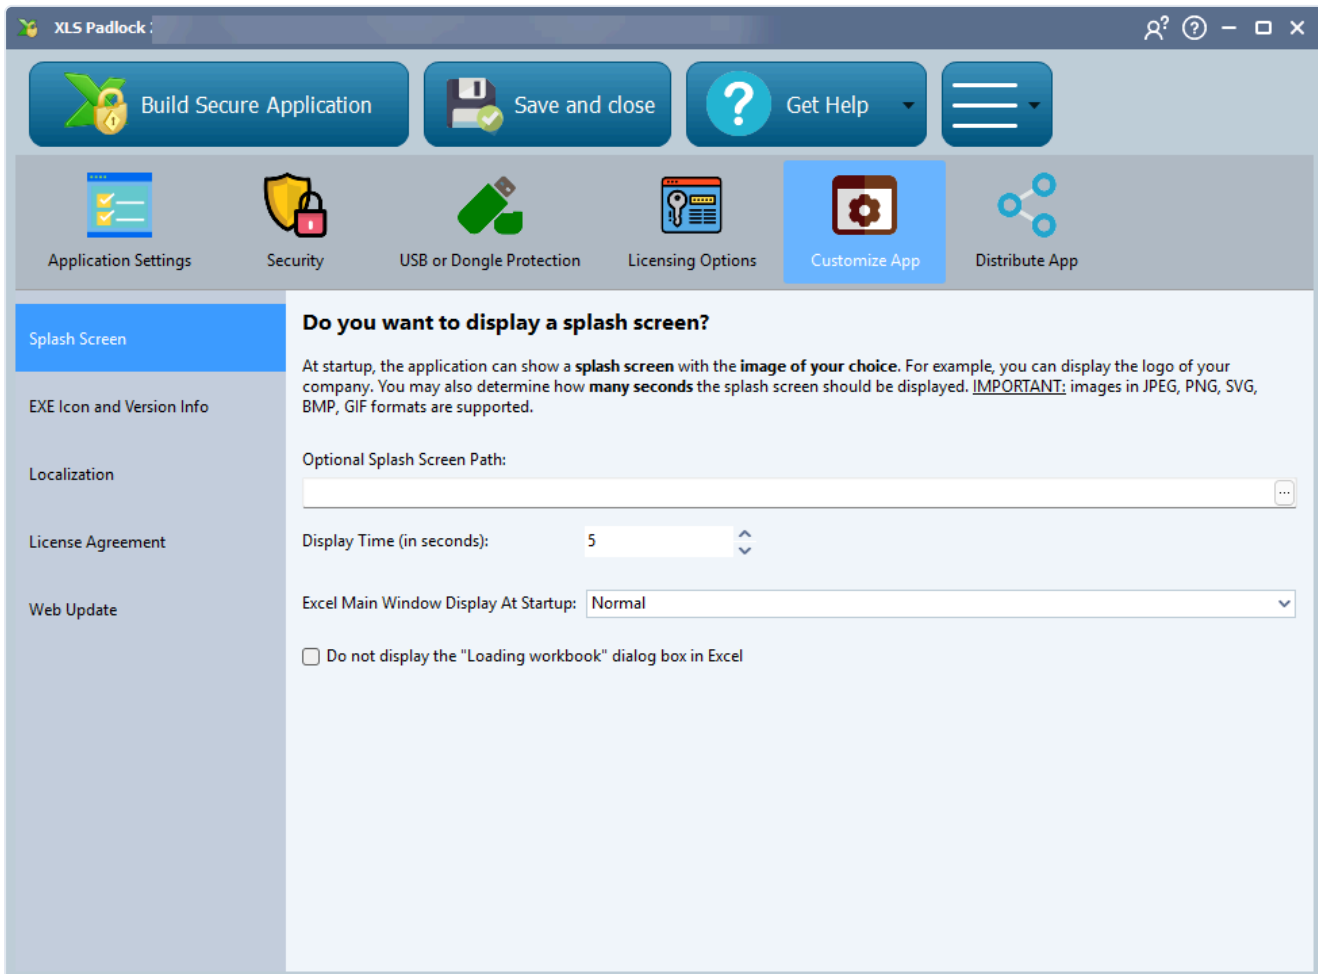 XLS Padlock
Build Secure Application
Save and close
Get Help
Application Settings
Security
USB or Dongle Protection
Licensing Options
Customize App
Distribute App
Splash Screen
EXE Icon and Version Info
Localization
License Agreement
Web Update
Do you want to display a splash screen?
At startup, the application can show a splash screen with the image of your choice. For example, you can display the logo of your
company. You may also determine how many seconds the splash screen should be displayed. IMPORTANT: images in JPEG, PNG, SVG,
BMP, GIF formats are supported.
Optional Splash Screen Path:
...
Display Time (in seconds): 5
Excel Main Window Display At Startup: Normal
Do not display the "Loading workbook" dialog box in Excel